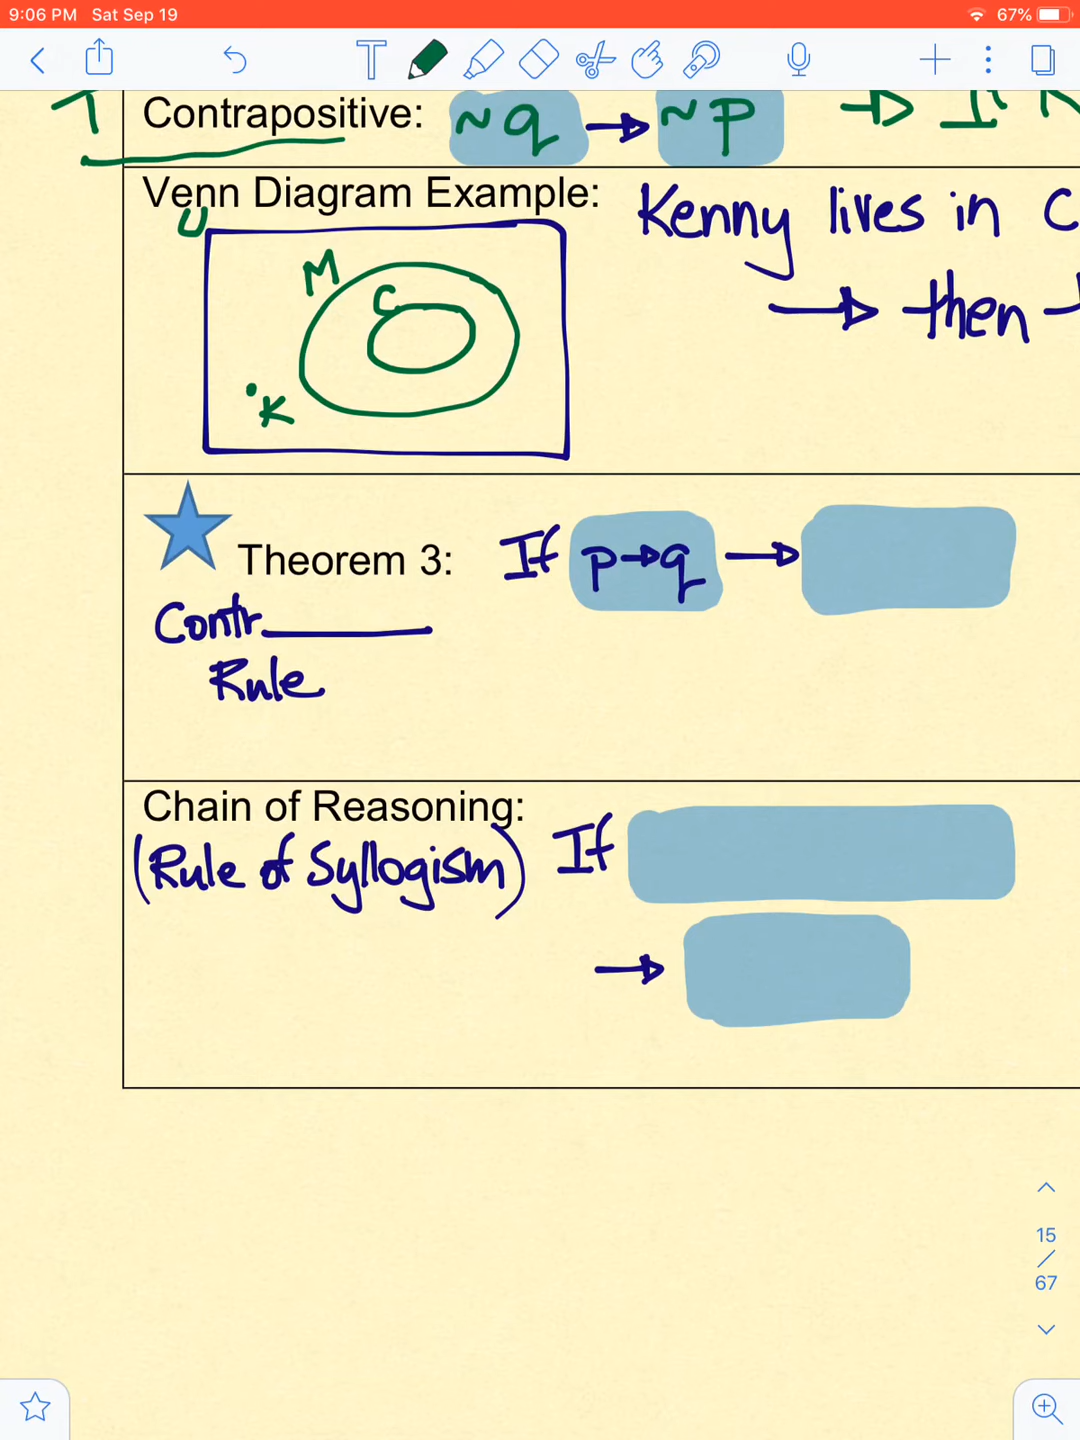 9:06 PM Sat Sep 19 67%
T
Contrapositive: ~q → ~p →
Venn Diagram Example: Kenny lives in C
U
→ then
M
C
K
Theorem 3: If p→q →
Contr_______
Rule
Chain of Reasoning:
(Rule of Syllogism) If
→
15
/
67